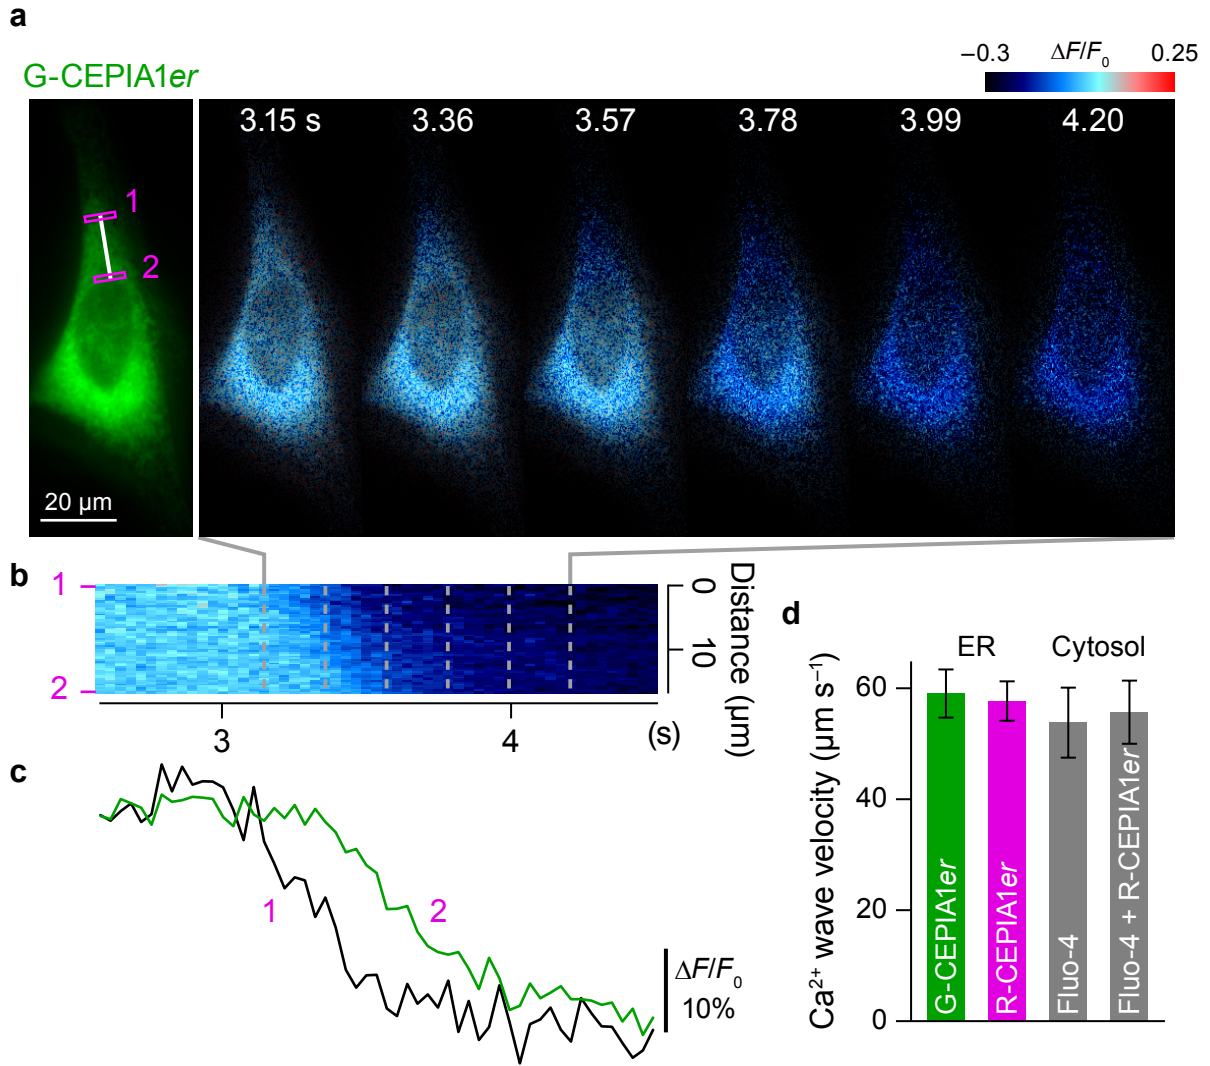 a
G-CEPIA1er
–0.3 ΔF/F₀ 0.25
1
2
20 µm
3.15 s 3.36 3.57 3.78 3.99 4.20
b
1
2
0
10
Distance (µm)
3 4 (s)
c
1
2
ΔF/F₀
10%
d
ER Cytosol
Ca²⁺ wave velocity (µm s⁻¹)
60
40
20
0
G-CEPIA1er
R-CEPIA1er
Fluo-4
Fluo-4 + R-CEPIA1er